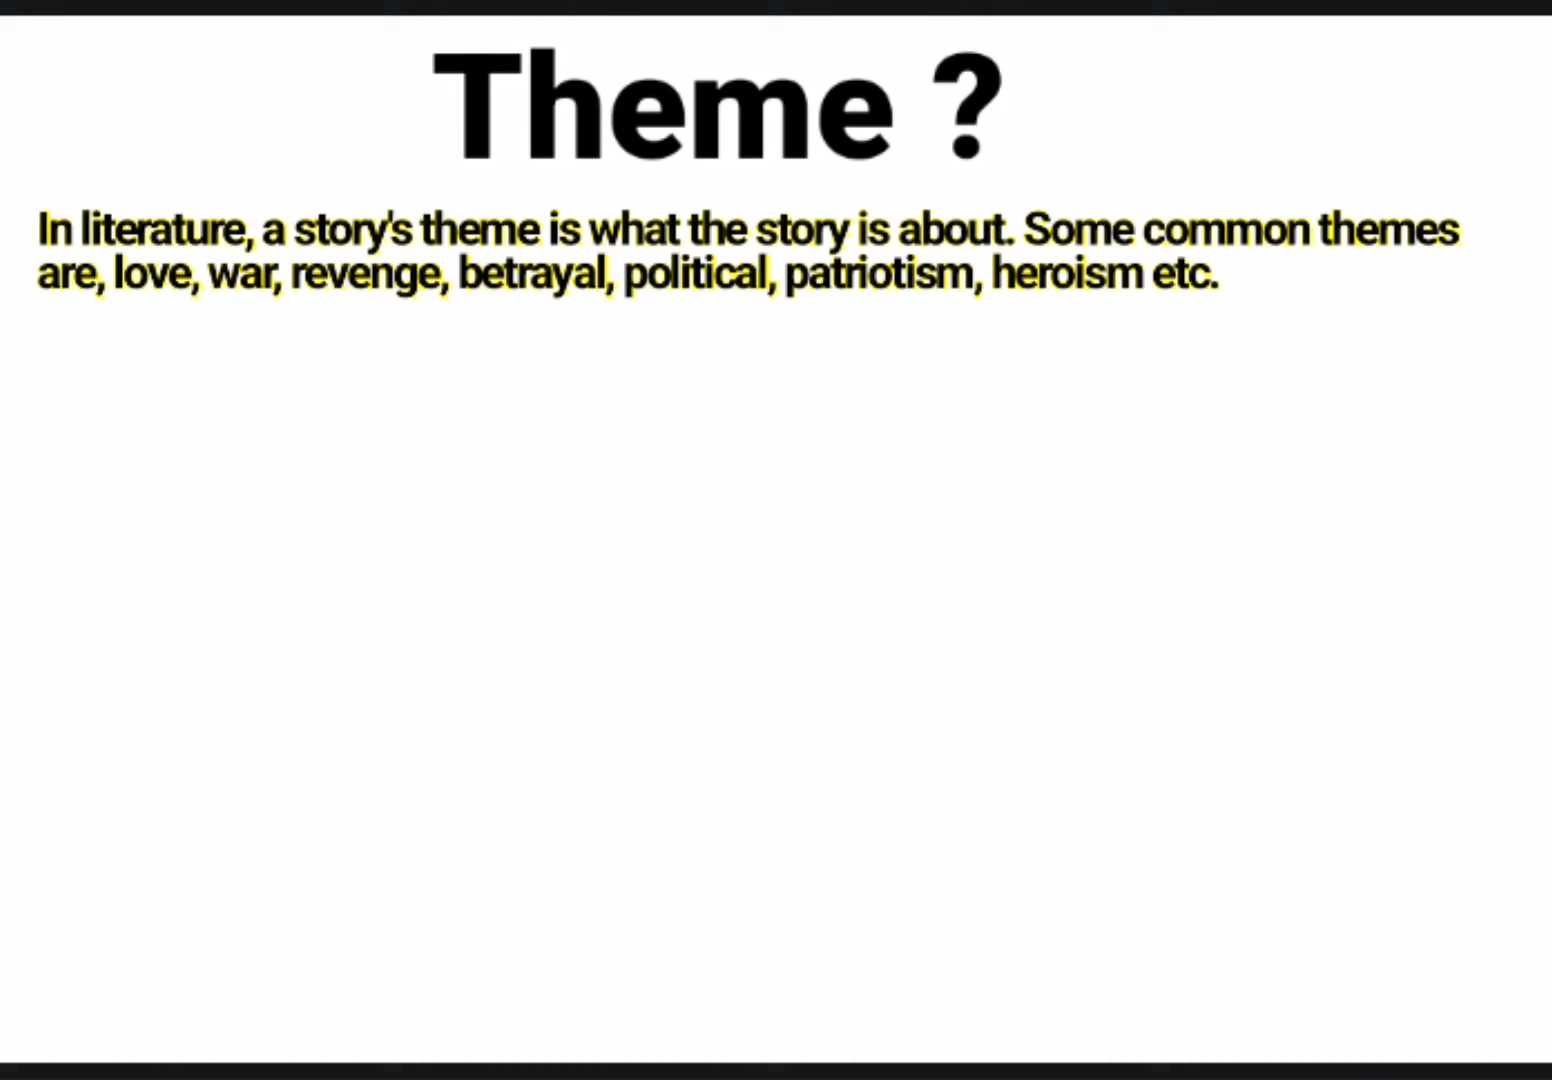 Theme ?
In literature, a story's theme is what the story is about. Some common themes
are, love, war, revenge, betrayal, political, patriotism, heroism etc.